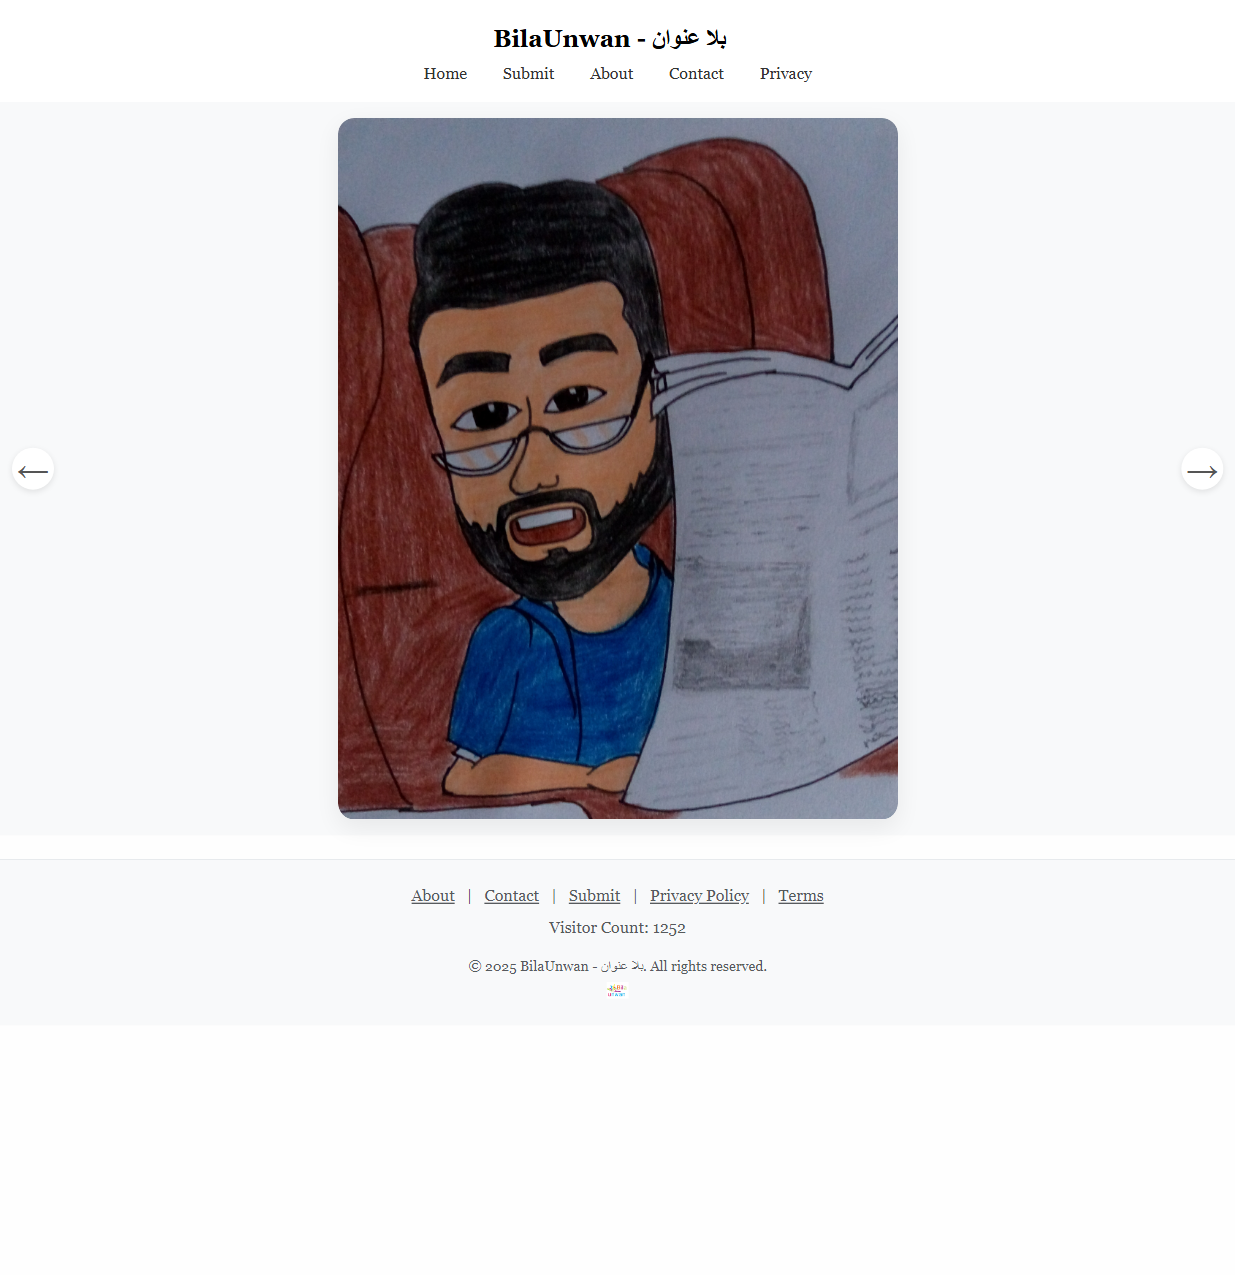 BilaUnwan - بلا عنوان
Home Submit About Contact Privacy
←
→
About | Contact | Submit | Privacy Policy | Terms
Visitor Count: 1252
© 2025 BilaUnwan - بلا عنوان. All rights reserved.